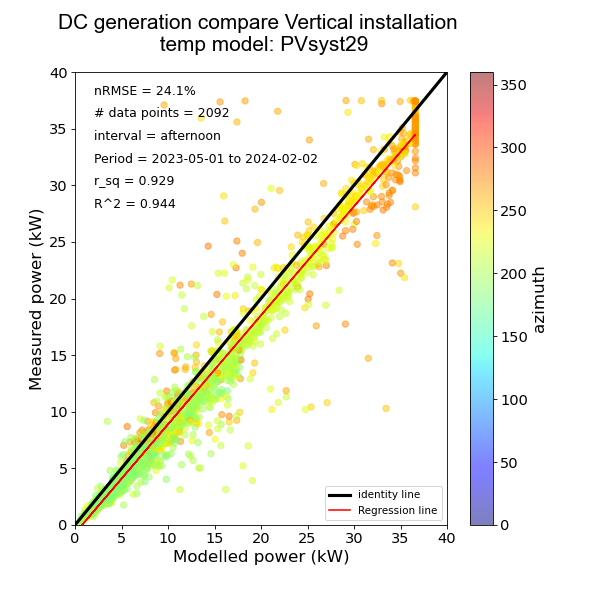 DC generation compare Vertical installation
temp model: PVsyst29
nRMSE = 24.1%
# data points = 2092
interval = afternoon
Period = 2023-05-01 to 2024-02-02
r_sq = 0.929
R^2 = 0.944
Measured power (kW)
40
35
30
25
20
15
10
5
0
0 5 10 15 20 25 30 35 40
Modelled power (kW)
identity line
Regression line
350
300
250
200
150
100
50
0
azimuth